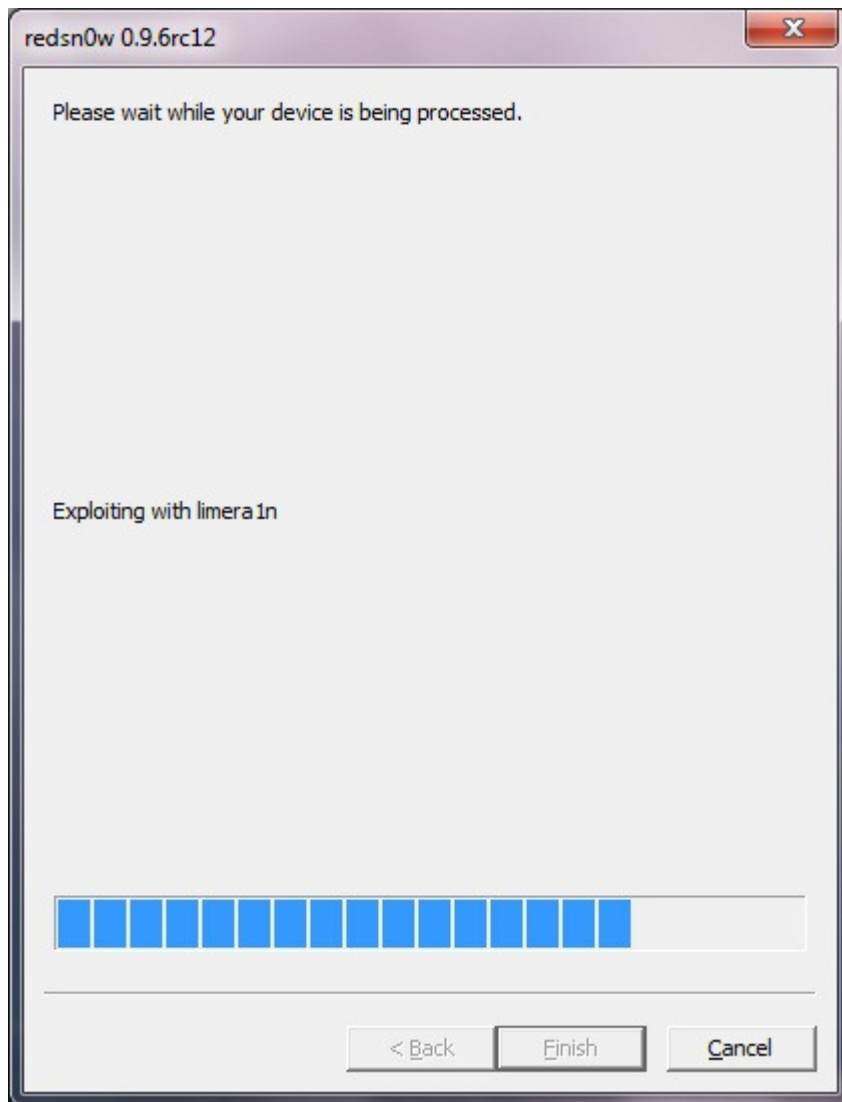 redsn0w 0.9.6rc12
Please wait while your device is being processed.
Exploiting with limera1n
< Back
Finish
Cancel